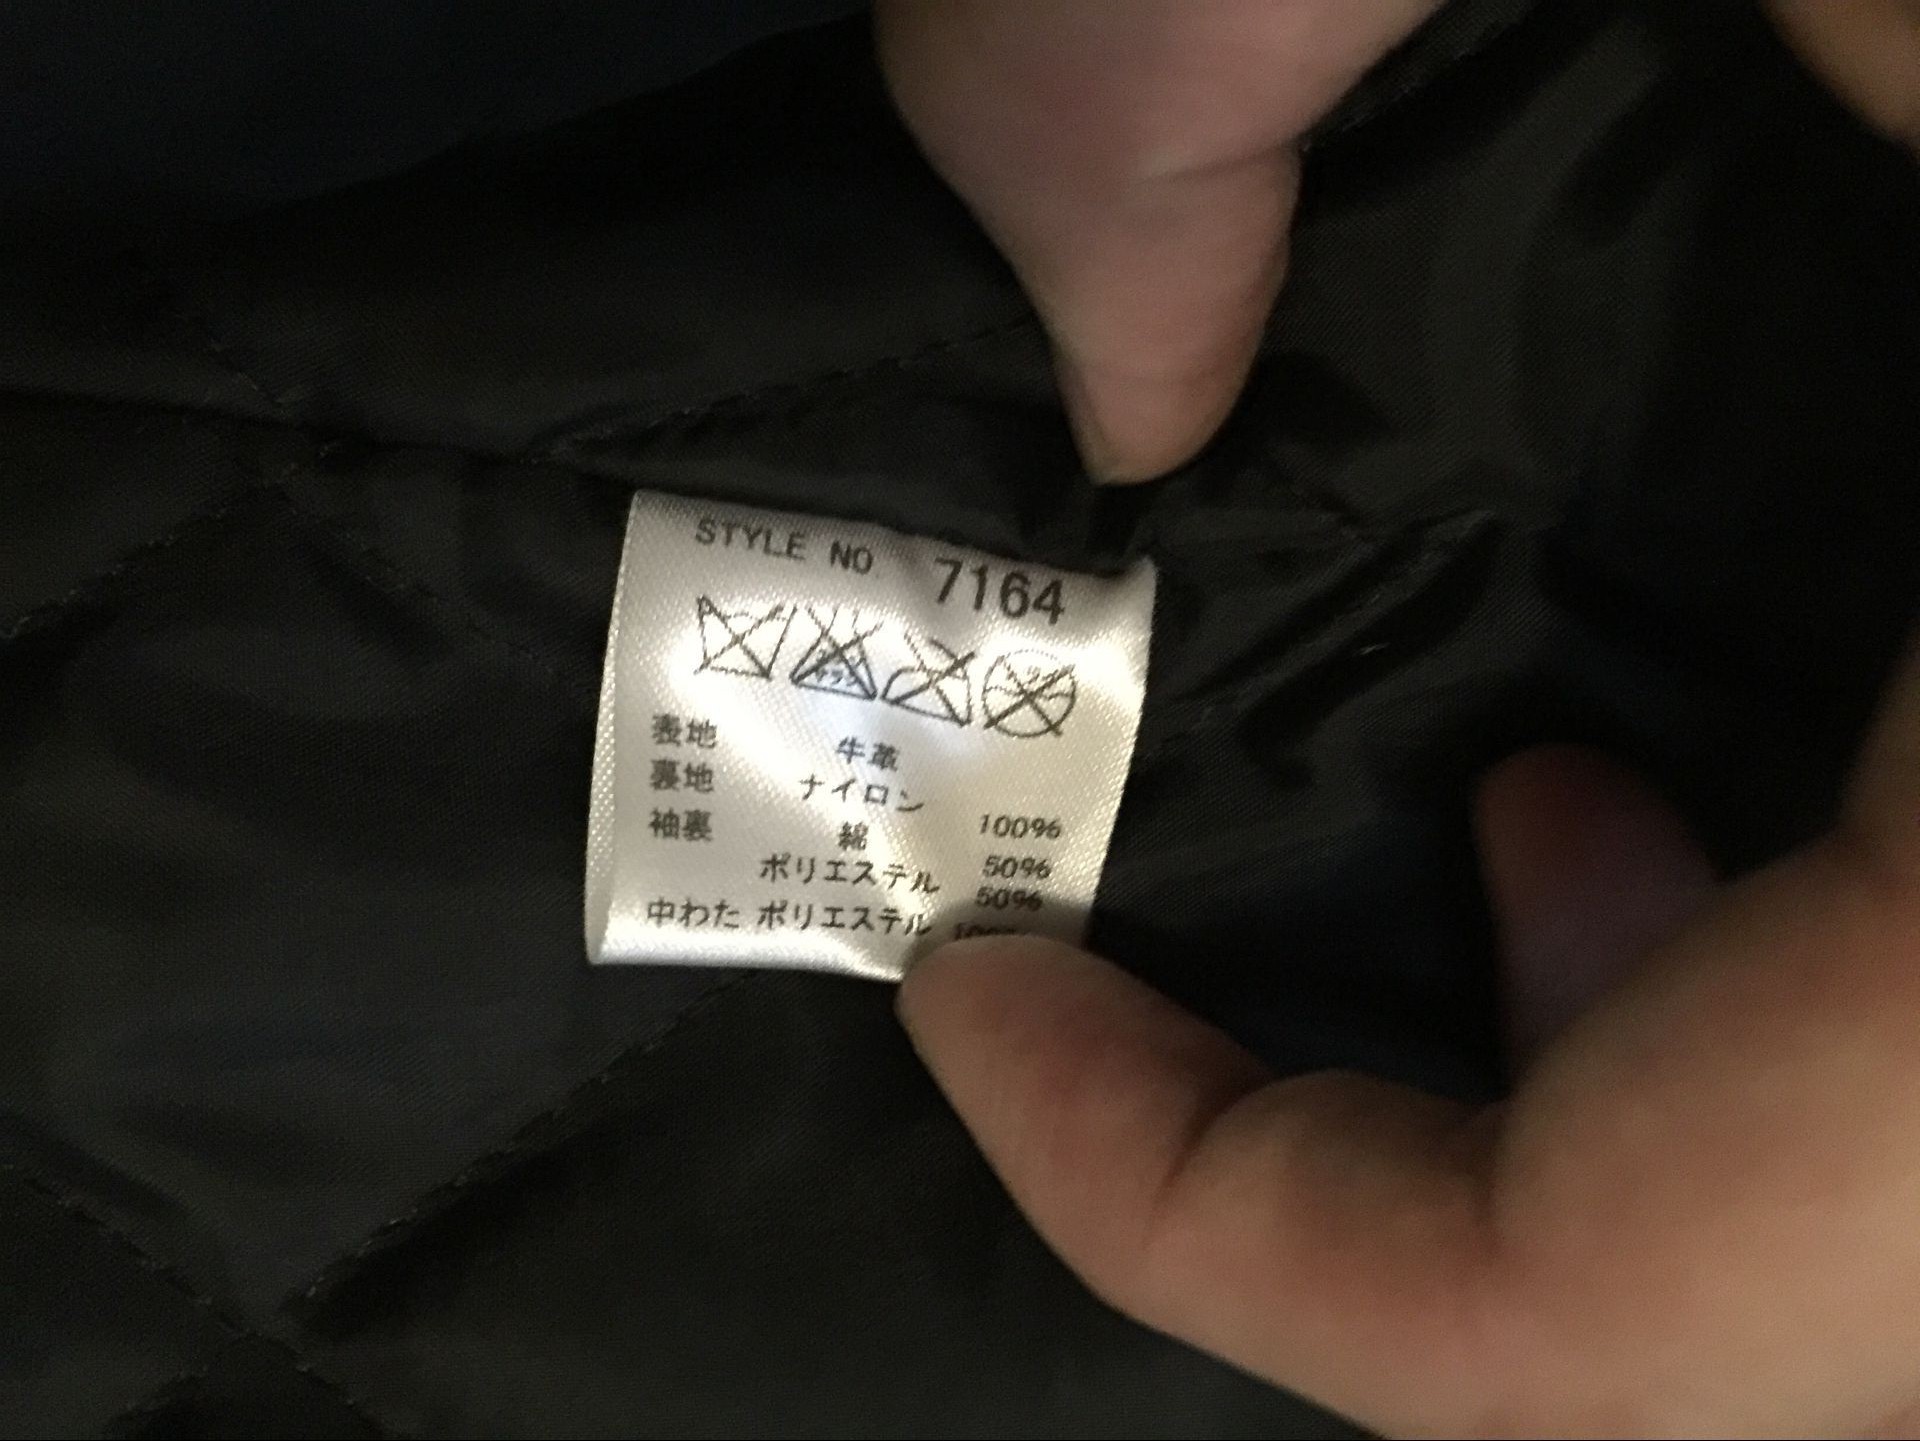 STYLE NO 7164
表地 牛革
裏地 ナイロン 100%
袖裏 綿 50%
ポリエステル 50%
中わた ポリエステル